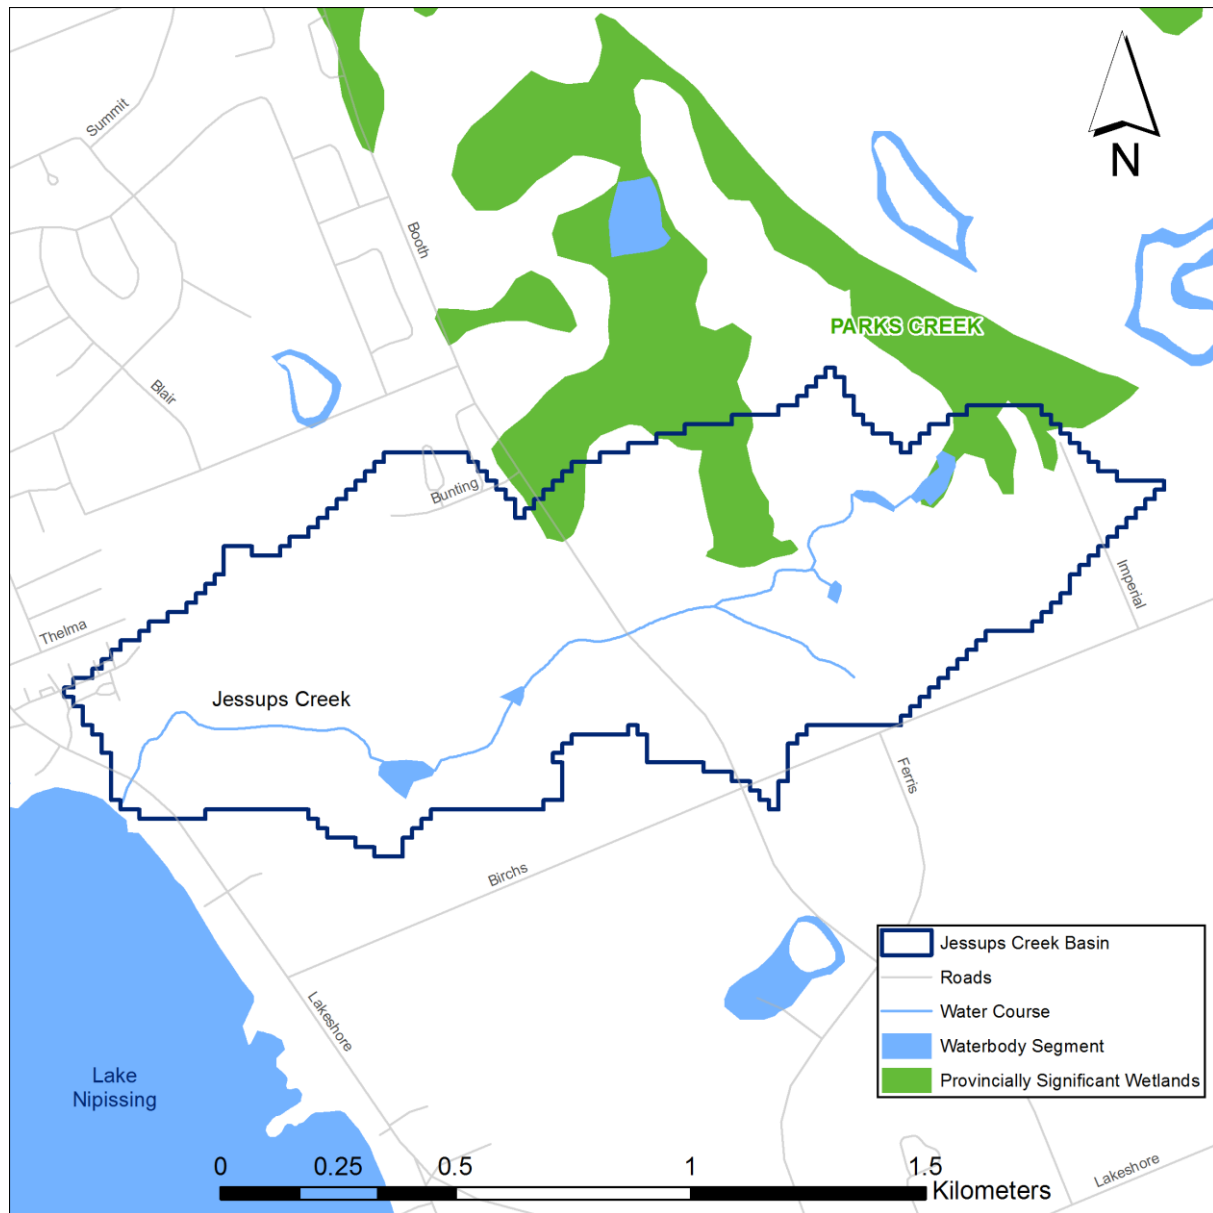 Summit
N
Booth
PARKS CREEK
Blair
Bunting
Imperial
Thelma
Jessups Creek
Ferris
Birchs
Jessups Creek Basin
Roads
Water Course
Waterbody Segment
Provincially Significant Wetlands
Lakeshore
Lake
Nipissing
Lakeshore
0 0.25 0.5 1 1.5
Kilometers